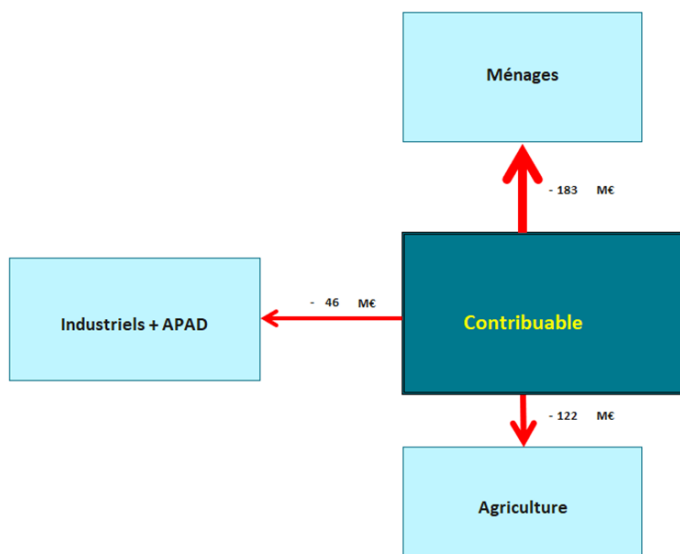 Ménages
- 183 M€
- 46 M€
Industriels + APAD
Contribuable
- 122 M€
Agriculture